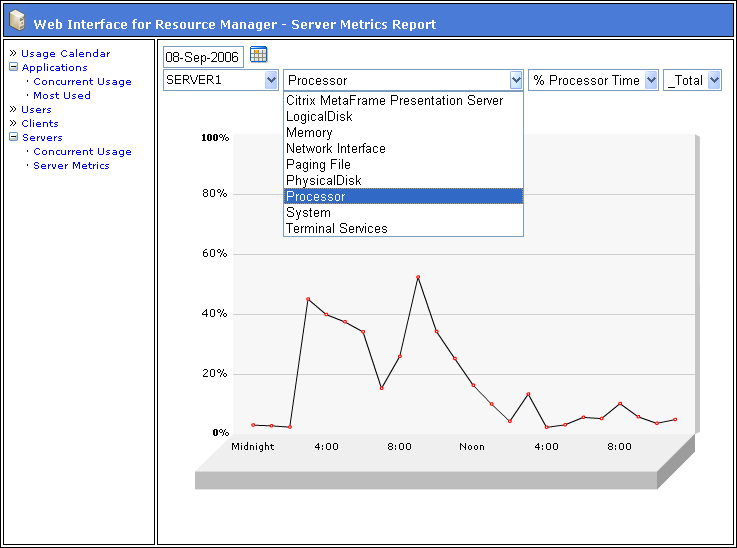 Web Interface for Resource Manager - Server Metrics Report
» Usage Calendar
Applications
· Concurrent Usage
· Most Used
» Users
» Clients
Servers
· Concurrent Usage
· Server Metrics
08-Sep-2006
SERVER1 Processor % Processor Time _Total
Citrix MetaFrame Presentation Server
LogicalDisk
Memory
Network Interface
Paging File
PhysicalDisk
Processor
System
Terminal Services
100%
80%
60%
40%
20%
0%
Midnight 4:00 8:00 Noon 4:00 8:00